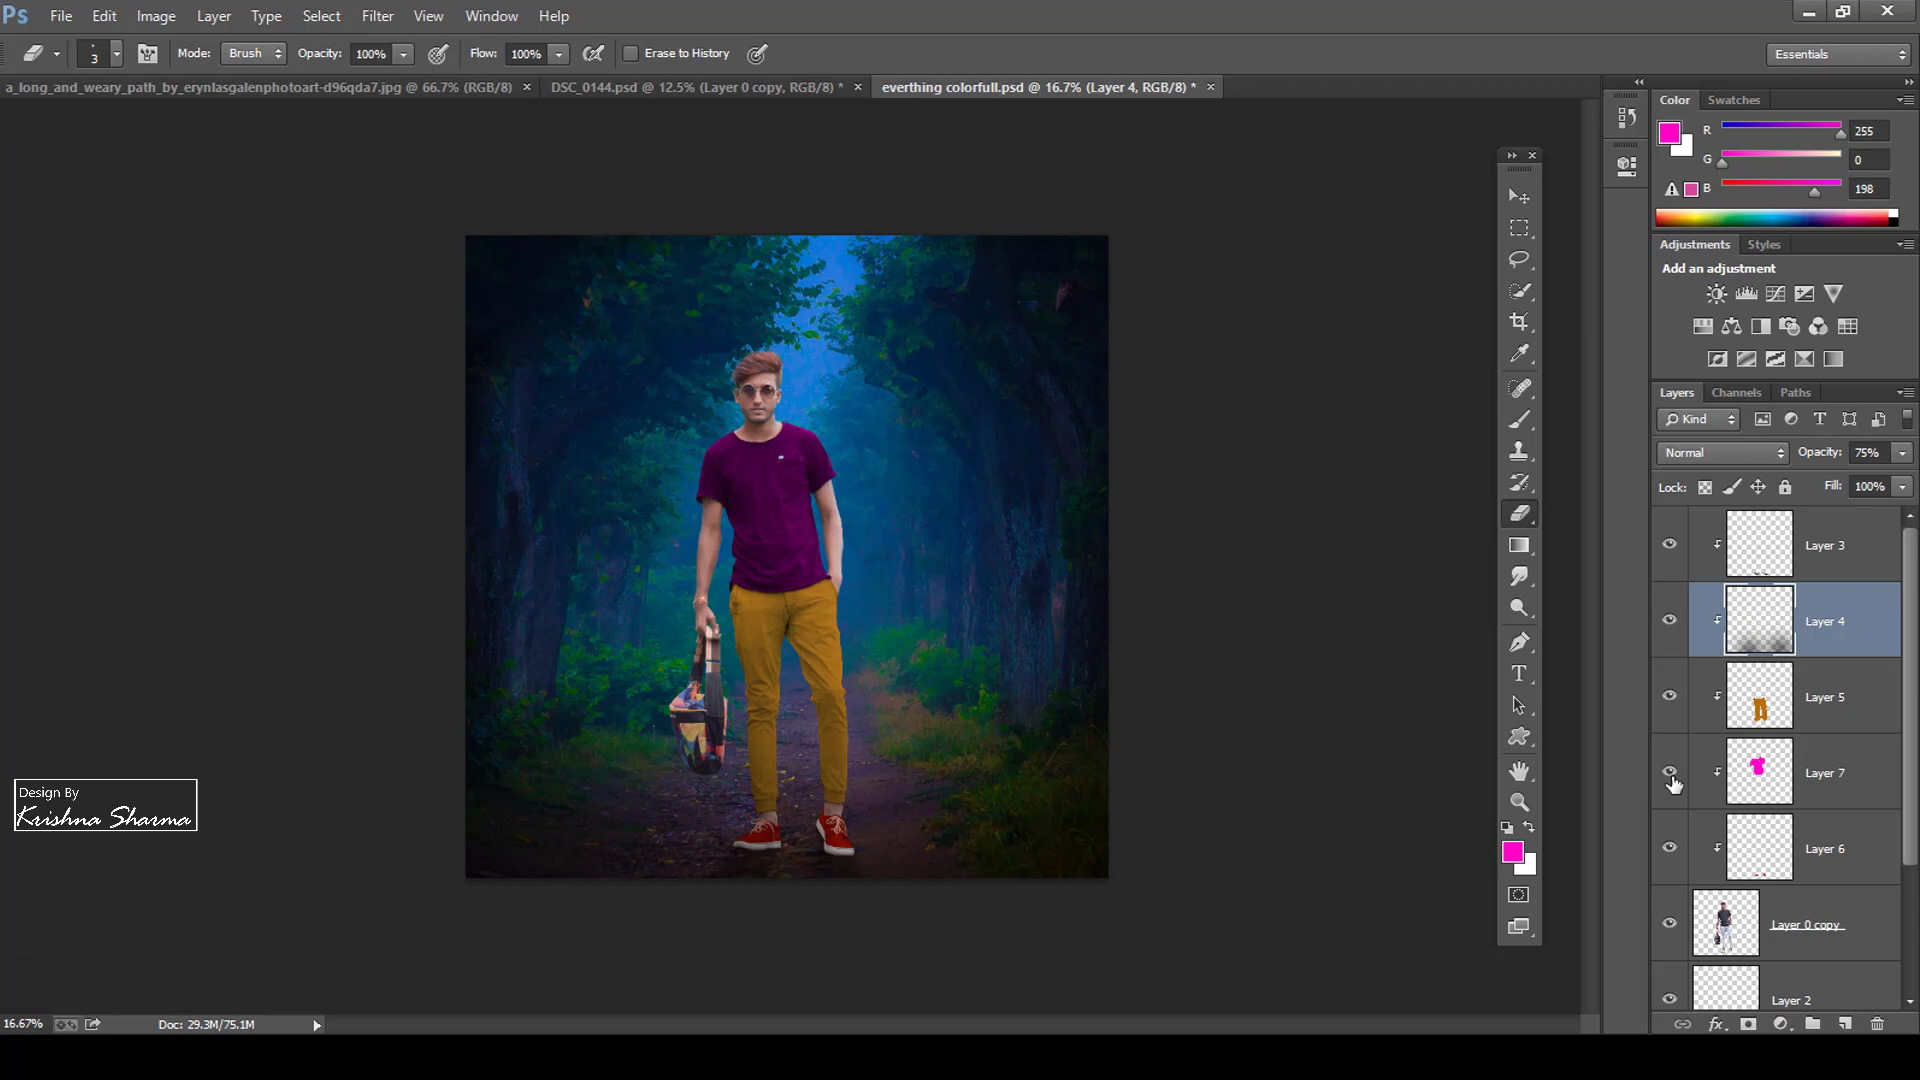 Ps File Edit Image Layer Type Select Filter View Window Help
3 Mode: Brush Opacity: 100% Flow: 100% Erase to History Essentials
a_long_and_weary_path_by_erynlasgalenphotoart-d96qda7.jpg @ 66.7% (RGB/8) × DSC_0144.psd @ 12.5% (Layer 0 copy, RGB/8) * × everthing colorfull.psd @ 16.7% (Layer 4, RGB/8) * ×
Color Swatches
R 255
G 0
B 198
Adjustments Styles
Add an adjustment
Layers Channels Paths
Kind
Normal Opacity: 75%
Lock: Fill: 100%
Layer 3
Layer 4
Layer 5
Layer 7
Layer 6
Layer 0 copy
Layer 2
Design By
Krishna Sharma
16.67% Doc: 29.3M/75.1M